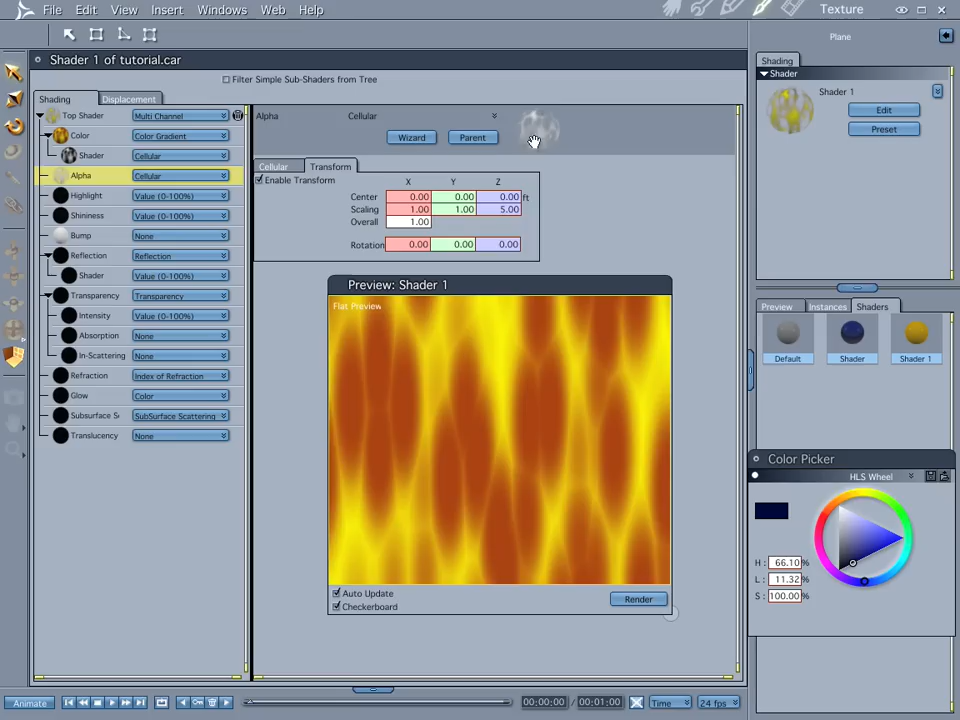 File Edit View Insert Windows Web Help Texture
Shader 1 of tutorial.car
Filter Simple Sub-Shaders from Tree
Shading Displacement
Top Shader Multi Channel
Color Color Gradient
Shader Cellular
Alpha Cellular
Highlight Value (0-100%)
Shininess Value (0-100%)
Bump None
Reflection Reflection
Shader Value (0-100%)
Transparency Transparency
Intensity Value (0-100%)
Absorption None
In-Scattering None
Refraction Index of Refraction
Glow Color
Subsurface Sc SubSurface Scattering
Translucency None
Alpha Cellular
Wizard Parent
Cellular Transform
Enable Transform
X Y Z
Center 0.00 0.00 0.00 ft
Scaling 1.00 1.00 5.00
Overall 1.00
Rotation 0.00 0.00 0.00
Preview: Shader 1
Flat Preview
Auto Update
Checkerboard
Render
Plane
Shading
Shader
Shader 1
Edit
Preset
Preview Instances Shaders
Default Shader Shader 1
Color Picker
HLS Wheel
H : 66.10 %
L : 11.32 %
S : 100.00 %
Animate 00:00:00 / 00:01:00 Time 24 fps